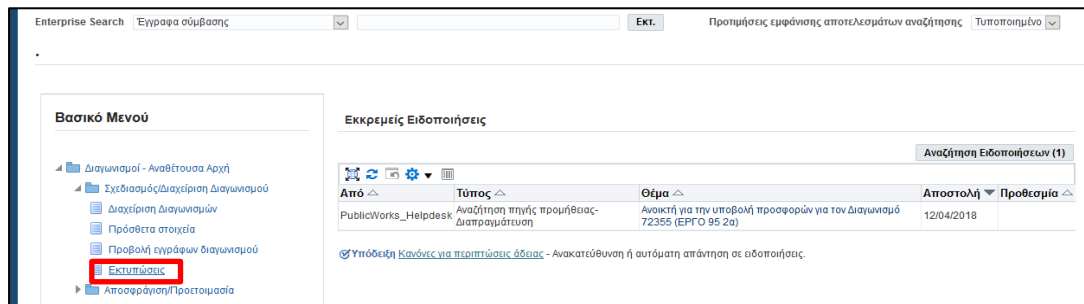 Enterprise Search Έγγραφα σύμβασης Εκτ. Προτιμήσεις εμφάνισης αποτελεσμάτων αναζήτησης Τυποποιημένο
.
Βασικό Μενού
Εκκρεμείς Ειδοποιήσεις
Αναζήτηση Ειδοποιήσεων (1)
Διαγωνισμοί - Αναθέτουσα Αρχή
Σχεδιασμός/Διαχείριση Διαγωνισμού
Διαχείριση Διαγωνισμών
Πρόσθετα στοιχεία
Προβολή εγγράφων διαγωνισμού
Εκτυπώσεις
Αποσφράγιση/Προετοιμασία
Από Τύπος Θέμα Αποστολή Προθεσμία
PublicWorks_Helpdesk Αναζήτηση πηγής προμήθειας-
Διαπραγμάτευση
Ανοικτή για την υποβολή προσφορών για τον Διαγωνισμό
72355 (ΕΡΓΟ 95 2α)
12/04/2018
Υπόδειξη Κανόνες για περιπτώσεις άδειας - Ανακατεύθυνση ή αυτόματη απάντηση σε ειδοποιήσεις.